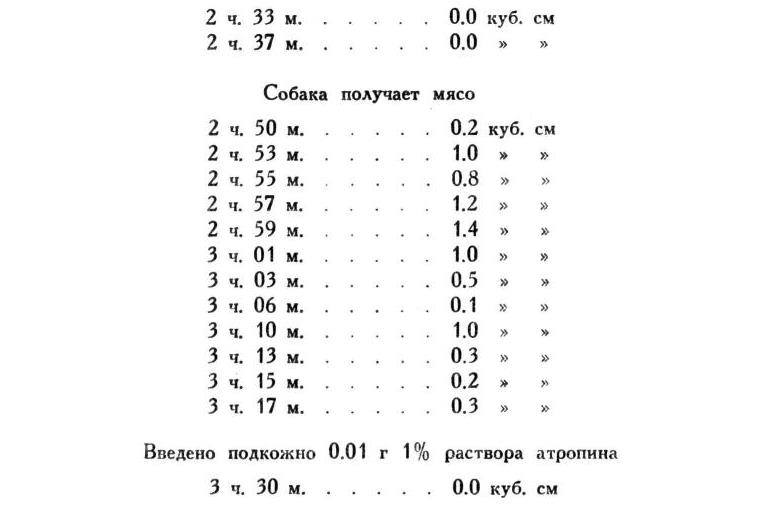 2 ч. 33 м. . . . . . 0.0 куб. см
2 ч. 37 м. . . . . . 0.0 » »
Собака получает мясо
2 ч. 50 м. . . . . . 0.2 куб. см
2 ч. 53 м. . . . . . 1.0 » »
2 ч. 55 м. . . . . . 0.8 » »
2 ч. 57 м. . . . . . 1.2 » »
2 ч. 59 м. . . . . . 1.4 » »
3 ч. 01 м. . . . . . 1.0 » »
3 ч. 03 м. . . . . . 0.5 » »
3 ч. 06 м. . . . . . 0.1 » »
3 ч. 10 м. . . . . . 1.0 » »
3 ч. 13 м. . . . . . 0.3 » »
3 ч. 15 м. . . . . . 0.2 » »
3 ч. 17 м. . . . . . 0.3 » »
Введено подкожно 0.01 г 1% раствора атропина
3 ч. 30 м. . . . . . 0.0 куб. см